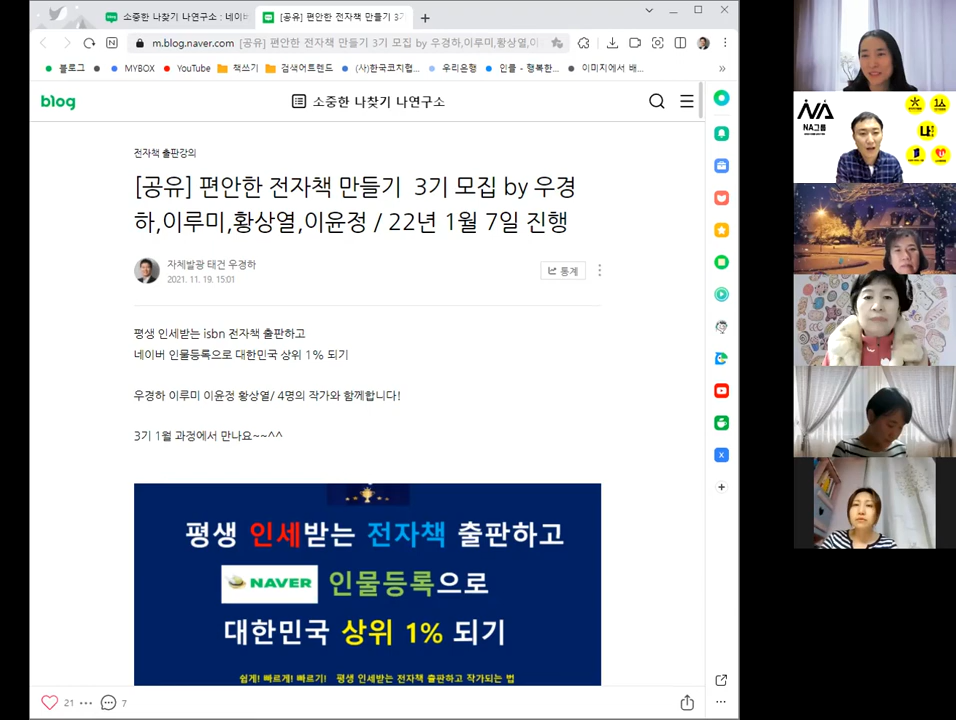 소중한 나찾기 나연구소 : 네이버
[공유] 편안한 전자책 만들기 3기
m.blog.naver.com [공유] 편안한 전자책 만들기 3기 모집 by 우경하,이루미,황상열,이
블로그
MYBOX
YouTube
책쓰기
검색어트렌드
(사)한국코치협...
우리은행
인플 - 행복한...
이미지에서 배...
blog
소중한 나찾기 나연구소
전자책 출판강의
[공유] 편안한 전자책 만들기 3기 모집 by 우경
하,이루미,황상열,이윤정 / 22년 1월 7일 진행
자체발광 태건 우경하
2021. 11. 19. 15:01
통계
평생 인세받는 isbn 전자책 출판하고
네이버 인물등록으로 대한민국 상위 1% 되기
우경하 이루미 이윤정 황상열/ 4명의 작가와 함께합니다!
3기 1월 과정에서 만나요~~^^
평생 인세받는 전자책 출판하고
NAVER 인물등록으로
대한민국 상위 1% 되기
쉽게! 빠르게! 빠르기! 평생 인세받는 전자책 출판하고 작가되는 법
21
7
NA
NA그룹